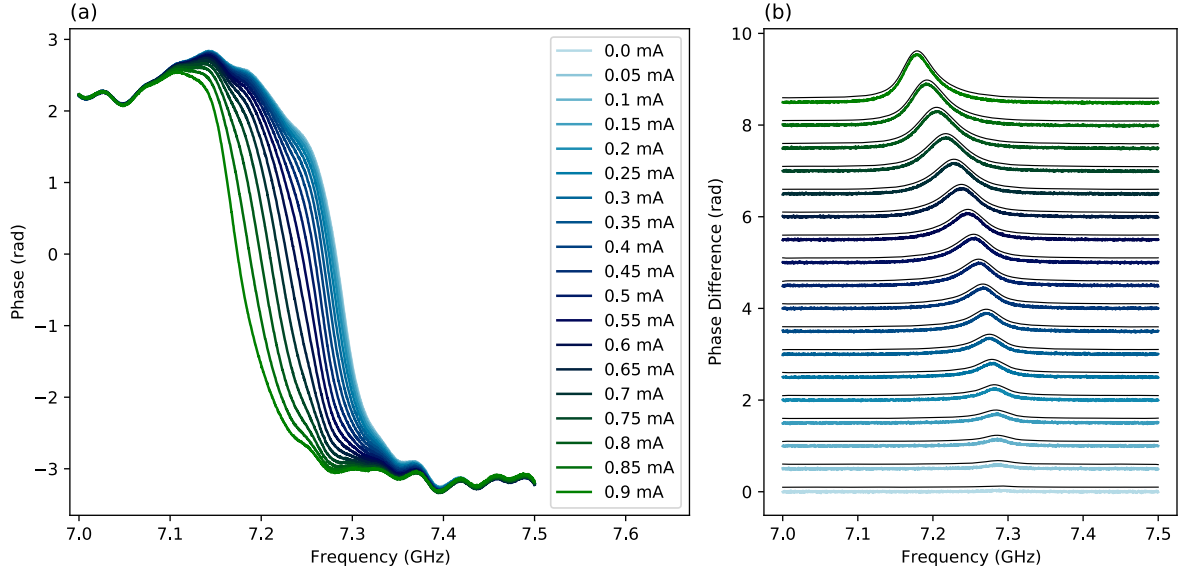 (a)
Phase (rad)
3
2
1
0
−1
−2
−3
7.0
7.1
7.2
7.3
7.4
7.5
7.6
Frequency (GHz)
0.0 mA
0.05 mA
0.1 mA
0.15 mA
0.2 mA
0.25 mA
0.3 mA
0.35 mA
0.4 mA
0.45 mA
0.5 mA
0.55 mA
0.6 mA
0.65 mA
0.7 mA
0.75 mA
0.8 mA
0.85 mA
0.9 mA
(b)
Phase Difference (rad)
10
8
6
4
2
0
7.0
7.1
7.2
7.3
7.4
7.5
Frequency (GHz)